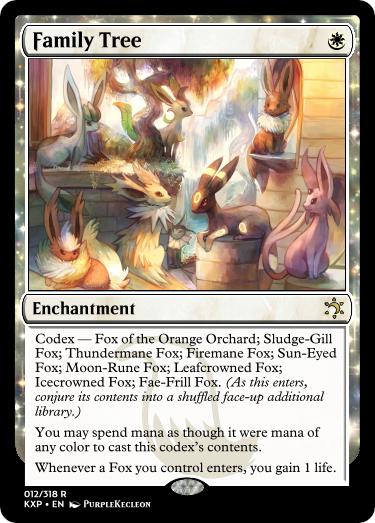 Family Tree
Enchantment
Codex — Fox of the Orange Orchard; Sludge-Gill
Fox; Thundermane Fox; Firemane Fox; Sun-Eyed
Fox; Moon-Rune Fox; Leafcrowned Fox;
Icecrowned Fox; Fae-Frill Fox. (As this enters,
conjure its contents into a shuffled face-up additional
library.)
You may spend mana as though it were mana of
any color to cast this codex's contents.
Whenever a Fox you control enters, you gain 1 life.
012/318 R
KXP • EN PurpleKecleon